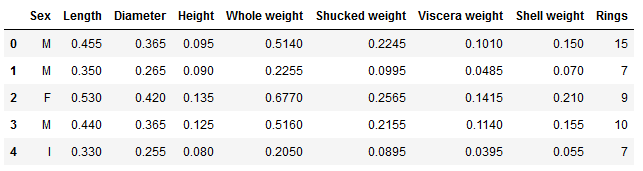 Sex Length Diameter Height Whole weight Shucked weight Viscera weight Shell weight Rings
0 M 0.455 0.365 0.095 0.5140 0.2245 0.1010 0.150 15
1 M 0.350 0.265 0.090 0.2255 0.0995 0.0485 0.070 7
2 F 0.530 0.420 0.135 0.6770 0.2565 0.1415 0.210 9
3 M 0.440 0.365 0.125 0.5160 0.2155 0.1140 0.155 10
4 I 0.330 0.255 0.080 0.2050 0.0895 0.0395 0.055 7